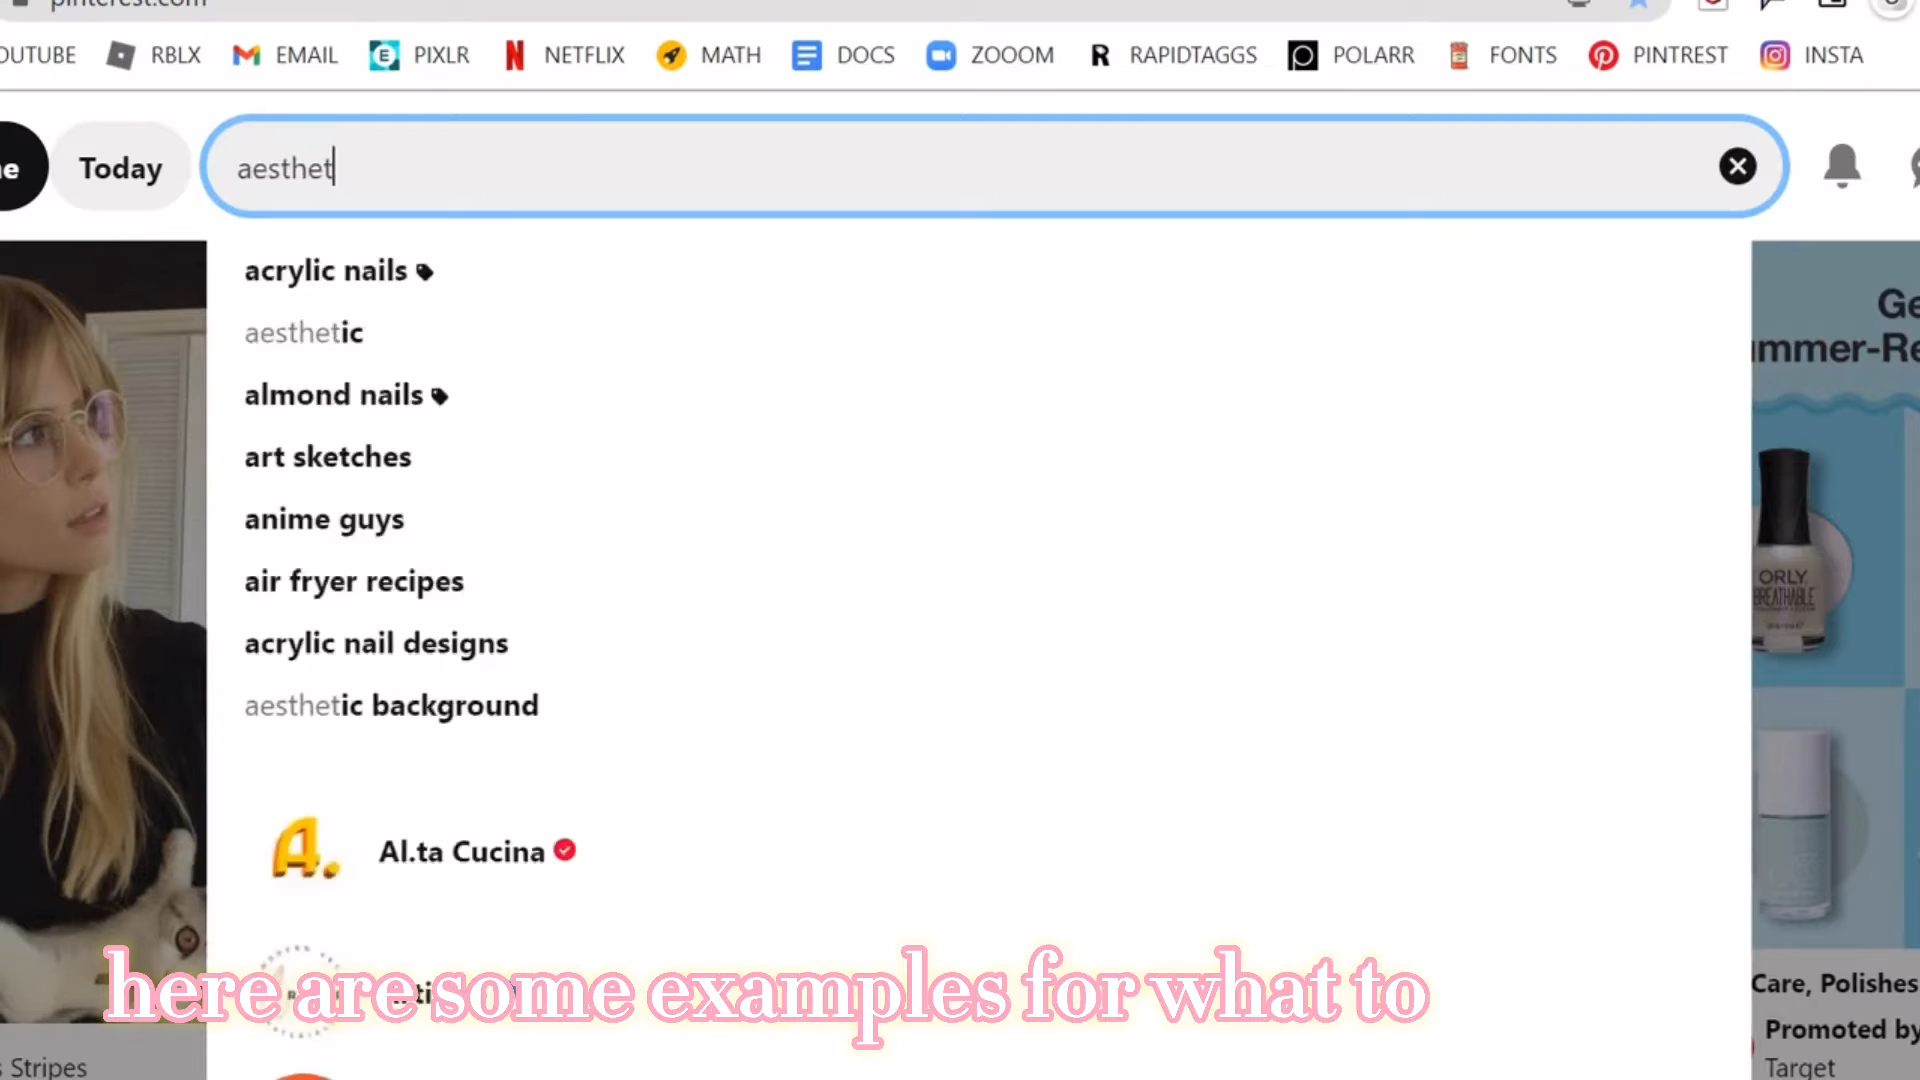 pinterest.com
OUTUBE RBLX EMAIL PIXLR NETFLIX MATH DOCS ZOOOM RAPIDTAGGS POLARR FONTS PINTREST INSTA
Today aesthet
acrylic nails
aesthetic
almond nails
art sketches
anime guys
air fryer recipes
acrylic nail designs
aesthetic background
Al.ta Cucina
here are some examples for what to
Stripes
Ge
ummer-Re
ORLY
BREATHABLE
Care, Polishes
Promoted by
Target